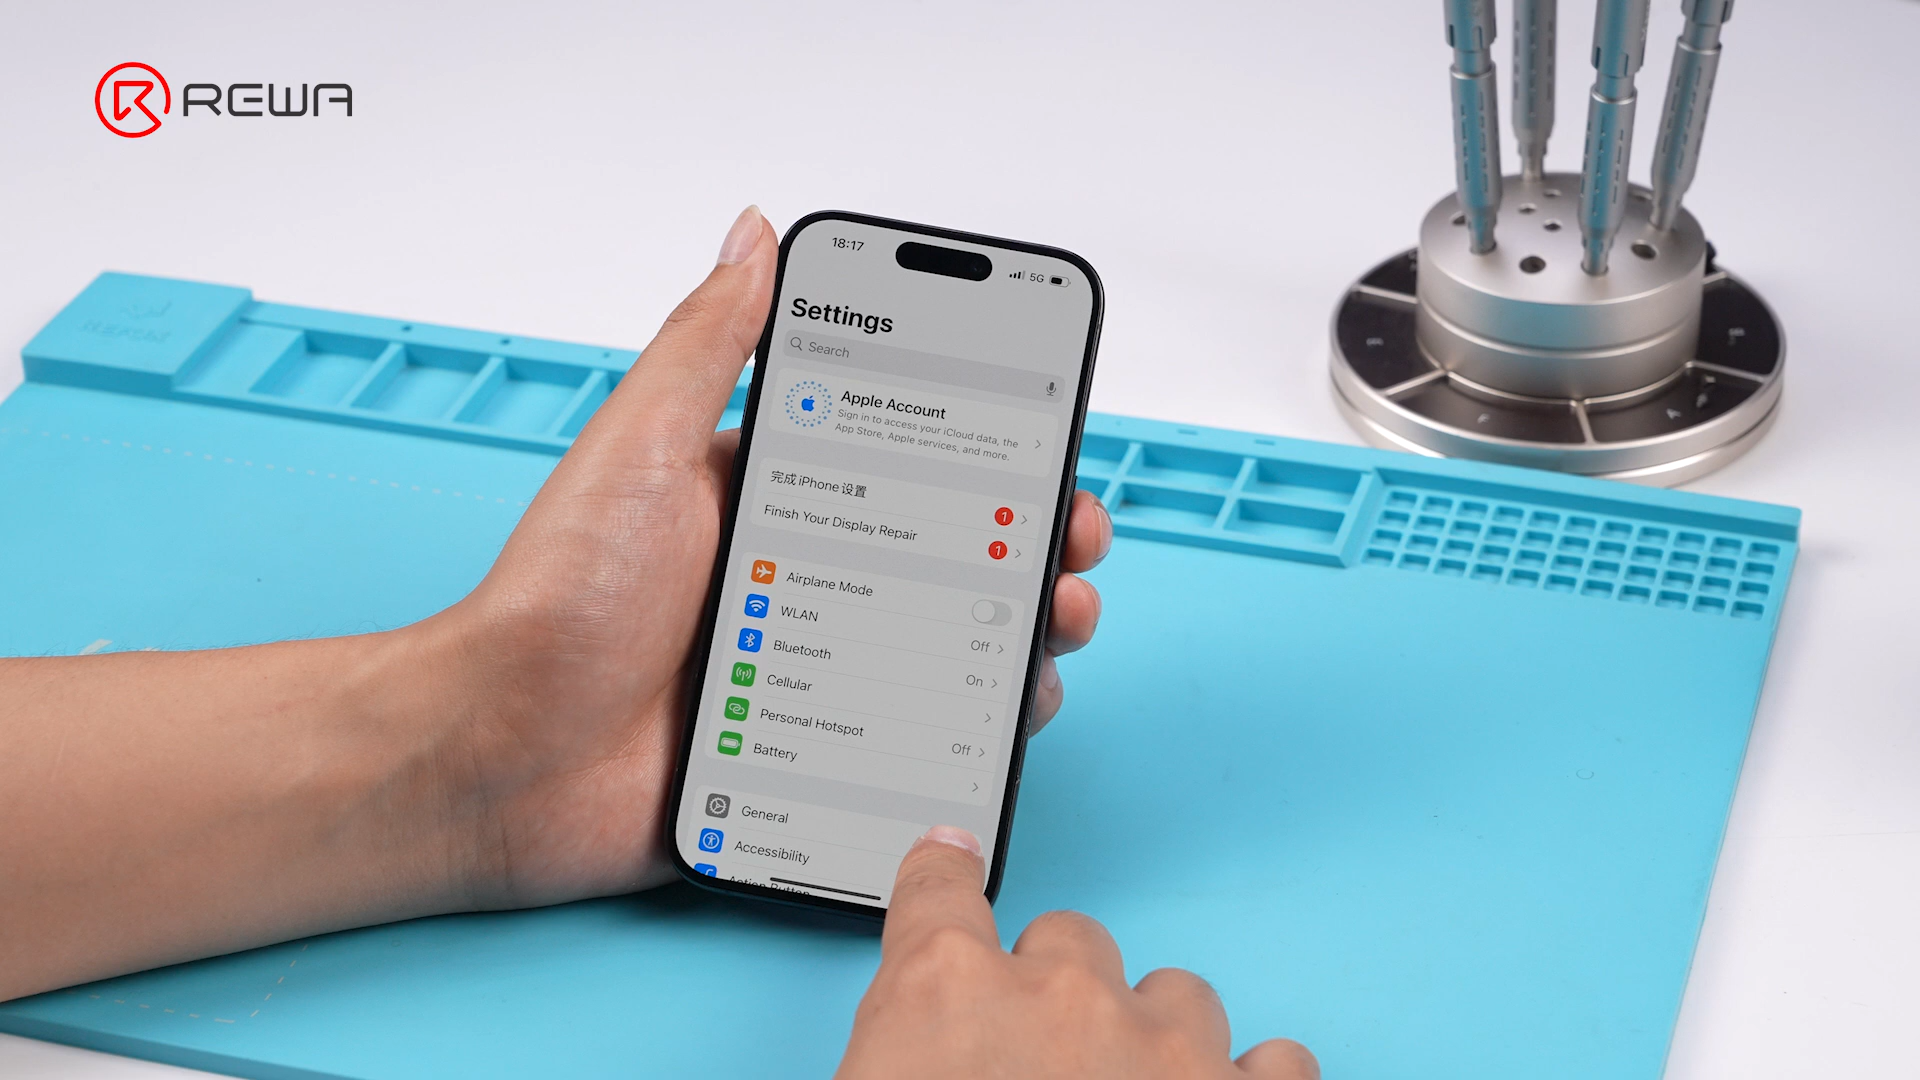 REWA
18:17
5G
Settings
Search
Apple Account
Sign in to access your iCloud data, the
App Store, Apple services, and more.
完成 iPhone 设置
1
Finish Your Display Repair
1
Airplane Mode
WLAN
Off
Bluetooth
On
Cellular
Personal Hotspot
Off
Battery
General
Accessibility
Action Button